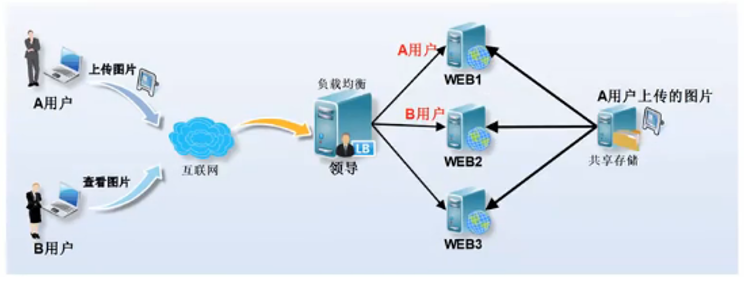 上传图片
A用户
查看图片
B用户
互联网
负载均衡
LB
领导
A用户
WEB1
B用户
WEB2
WEB3
A用户上传的图片
共享存储